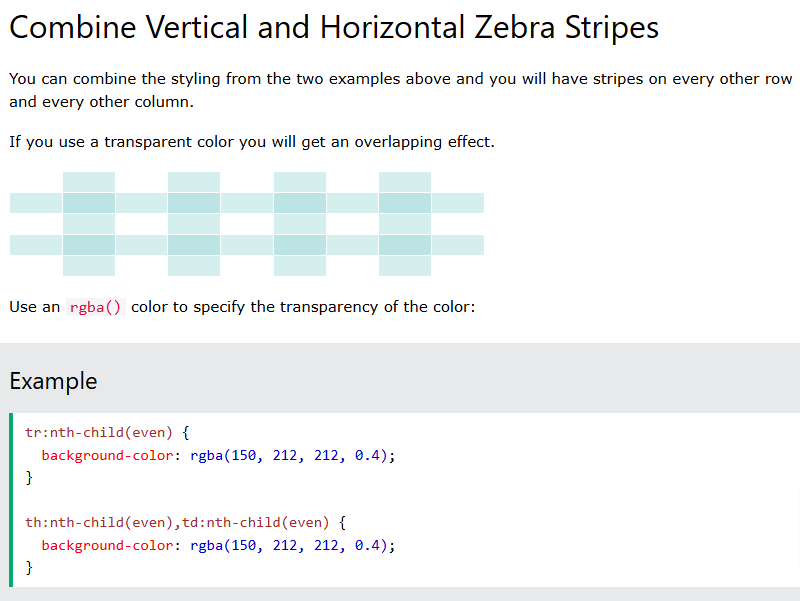 Combine Vertical and Horizontal Zebra Stripes
You can combine the styling from the two examples above and you will have stripes on every other row
and every other column.
If you use a transparent color you will get an overlapping effect.
Use an rgba() color to specify the transparency of the color:
Example
tr:nth-child(even) {
  background-color: rgba(150, 212, 212, 0.4);
}
th:nth-child(even),td:nth-child(even) {
  background-color: rgba(150, 212, 212, 0.4);
}